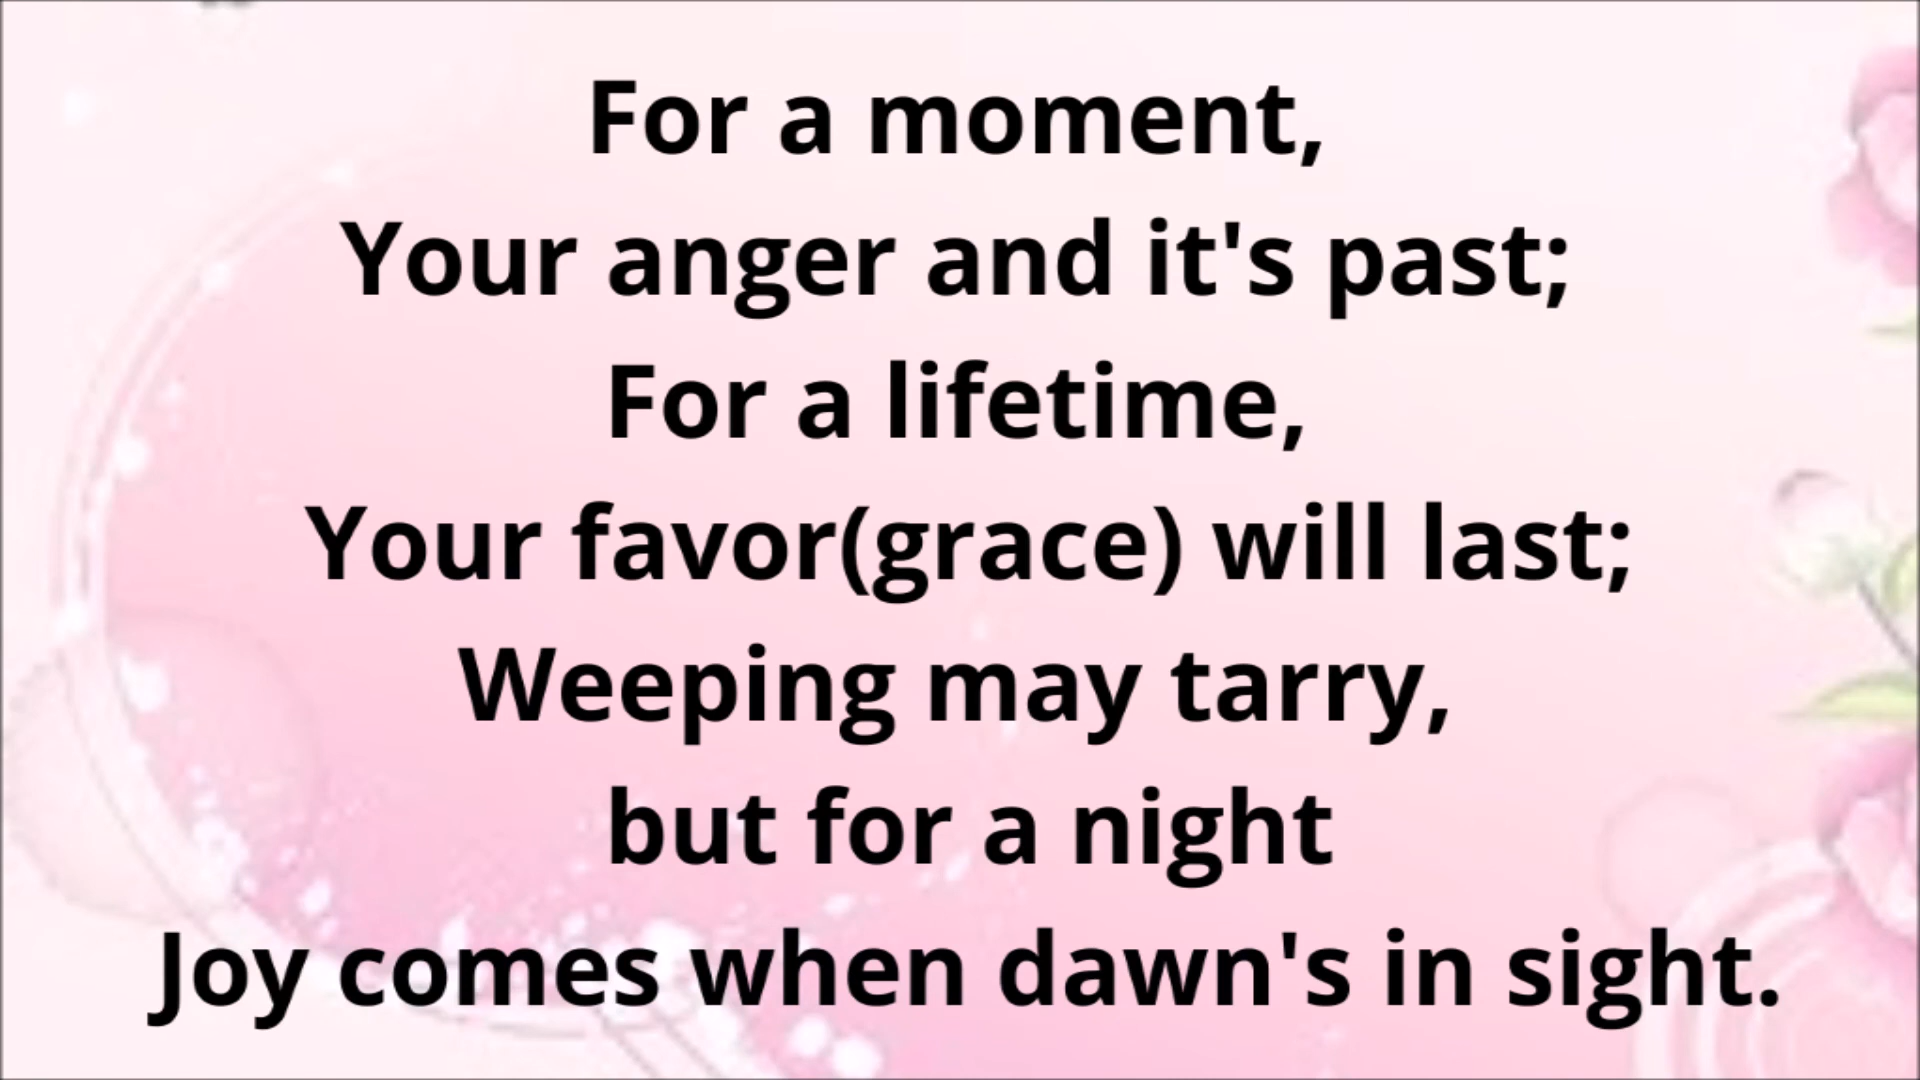 For a moment,
Your anger and it's past;
For a lifetime,
Your favor(grace) will last;
Weeping may tarry,
but for a night
Joy comes when dawn's in sight.